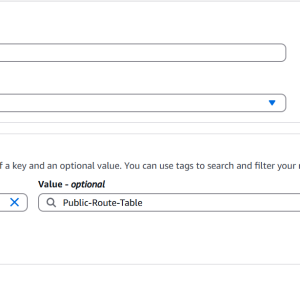 f a key and an optional value. You can use tags to search and filter your
Value - optional
Public-Route-Table